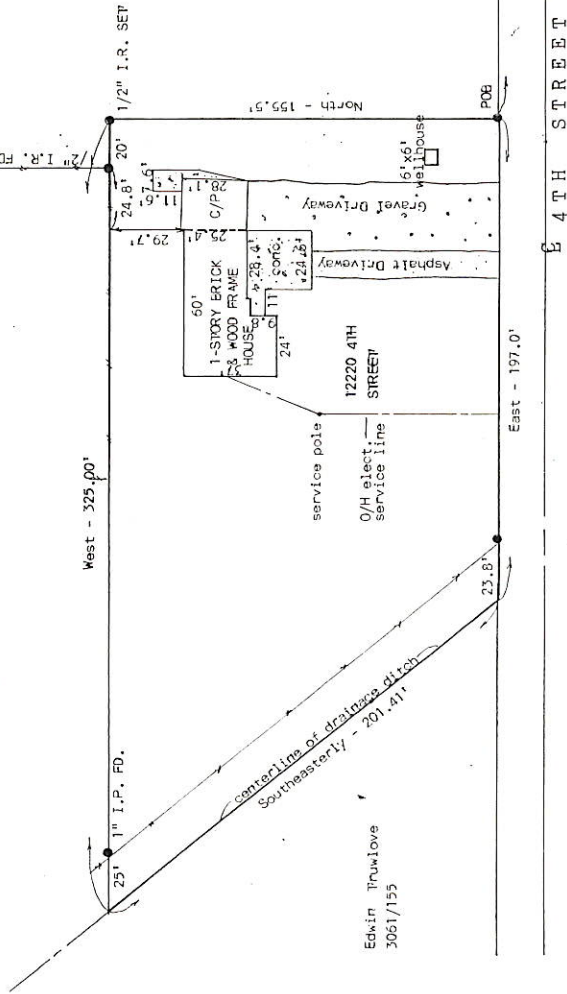 /2" I.R. FD
1/2" I.R. SET
20'
24.8'
West - 325.00'
1" I.P. FD.
25'
29.7'
7.6'
11.6'
28.1'
C/P
25.4'
60'
1-STORY BRICK
& WOOD FRAME
HOUSE
28.4'
conc.
24.8'
11
9.8
24'
North - 155.5'
6'x6'
wellhouse
POB
Gravel Driveway
Asphalt Driveway
12220 4TH
STREET
service pole
O/H elect.
service line
East - 197.0'
23.8'
centerline of drainage ditch
Southeasterly - 201.41'
Edwin Truwlove
3061/155
℄ 4TH STREET